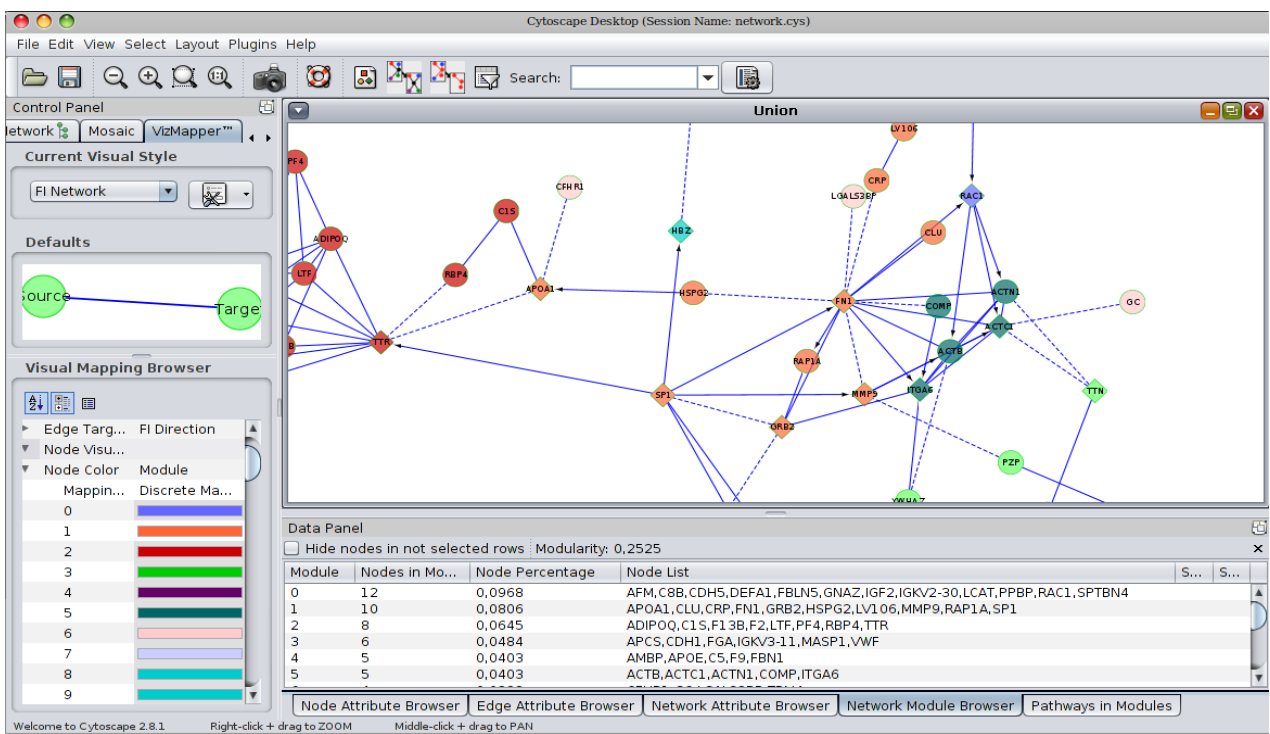 Cytoscape Desktop (Session Name: network.cys)
File Edit View Select Layout Plugins Help
Search:
Control Panel
etwork Mosaic VizMapper™
Current Visual Style
FI Network
Defaults
Source Target
Visual Mapping Browser
Edge Targ... FI Direction
Node Visu...
Node Color Module
Mappin... Discrete Ma...
0
1
2
3
4
5
6
7
8
9
Union
LV106
PF4
CFHR1
CRP
LGALS3BP
RAC1
C1S
HBZ
CLU
ADIPOQ
LTF
RBP4
APOA1
HSPG2
FN1
COMP
ACTN1
GC
ACTC1
B
TTR
RAP1A
ACTB
SP1
MMP9
ITGA6
TTN
GRB2
PZP
YWHAZ
Data Panel
Hide nodes in not selected rows Modularity: 0,2525
Module Nodes in Mo... Node Percentage Node List S... S...
0 12 0,0968 AFM,C8B,CDH5,DEFA1,FBLN5,GNAZ,IGF2,IGKV2-30,LCAT,PPBP,RAC1,SPTBN4
1 10 0,0806 APOA1,CLU,CRP,FN1,GRB2,HSPG2,LV106,MMP9,RAP1A,SP1
2 8 0,0645 ADIPOQ,C1S,F13B,F2,LTF,PF4,RBP4,TTR
3 6 0,0484 APCS,CDH1,FGA,IGKV3-11,MASP1,VWF
4 5 0,0403 AMBP,APOE,C5,F9,FBN1
5 5 0,0403 ACTB,ACTC1,ACTN1,COMP,ITGA6
Node Attribute Browser Edge Attribute Browser Network Attribute Browser Network Module Browser Pathways in Modules
Welcome to Cytoscape 2.8.1 Right-click + drag to ZOOM Middle-click + drag to PAN